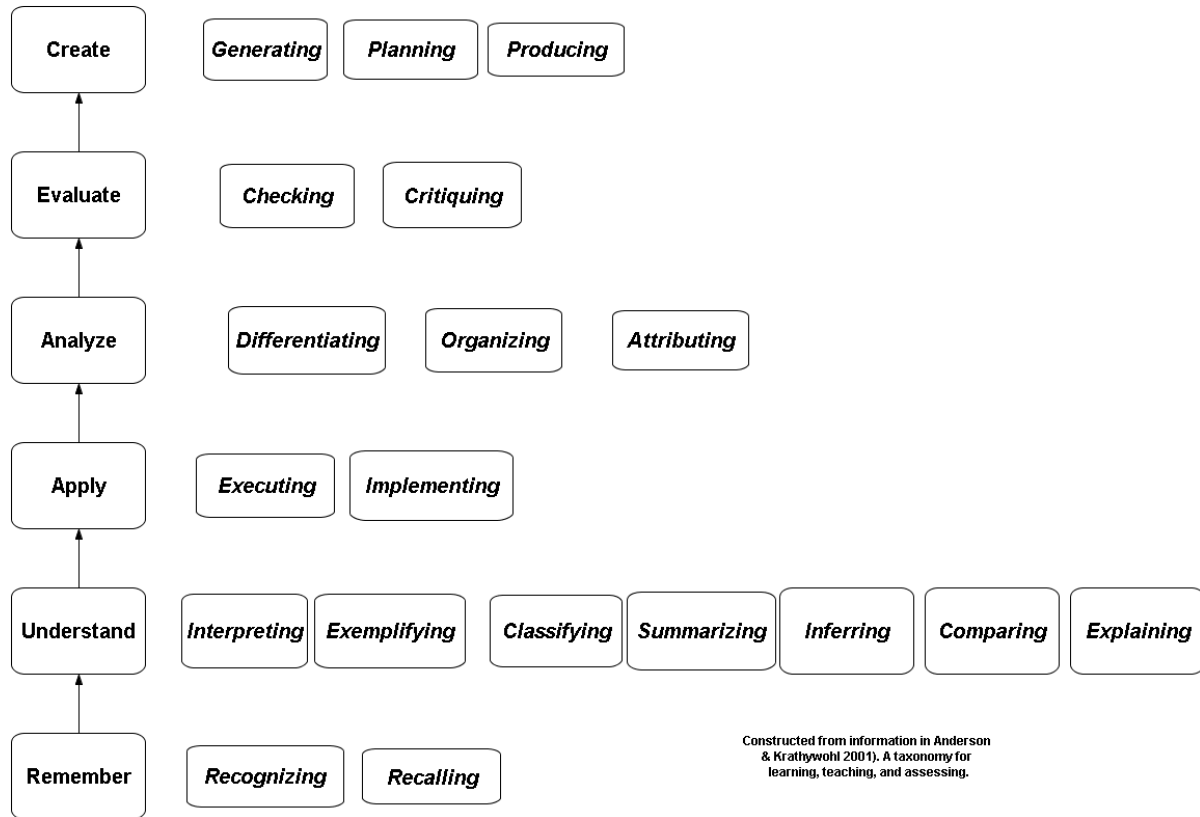 Create Generating Planning Producing
Evaluate Checking Critiquing
Analyze Differentiating Organizing Attributing
Apply Executing Implementing
Understand Interpreting Exemplifying Classifying Summarizing Inferring Comparing Explaining
Remember Recognizing Recalling
Constructed from information in Anderson
& Krathywohl 2001). A taxonomy for
learning, teaching, and assessing.